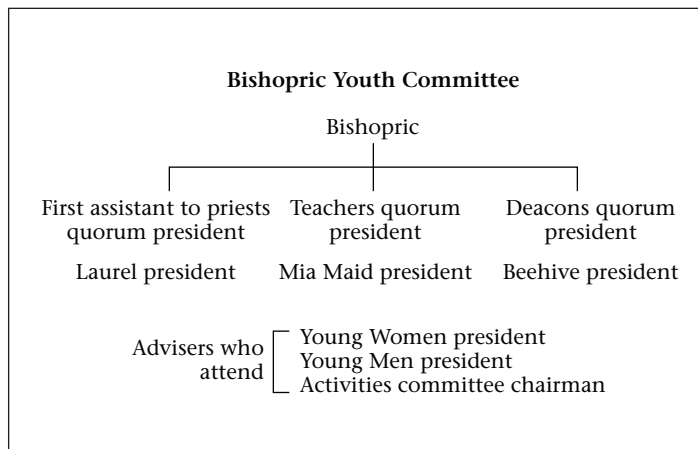 Bishopric Youth Committee
Bishopric
First assistant to priests
quorum president
Laurel president
Teachers quorum
president
Mia Maid president
Deacons quorum
president
Beehive president
Advisers who
attend
Young Women president
Young Men president
Activities committee chairman